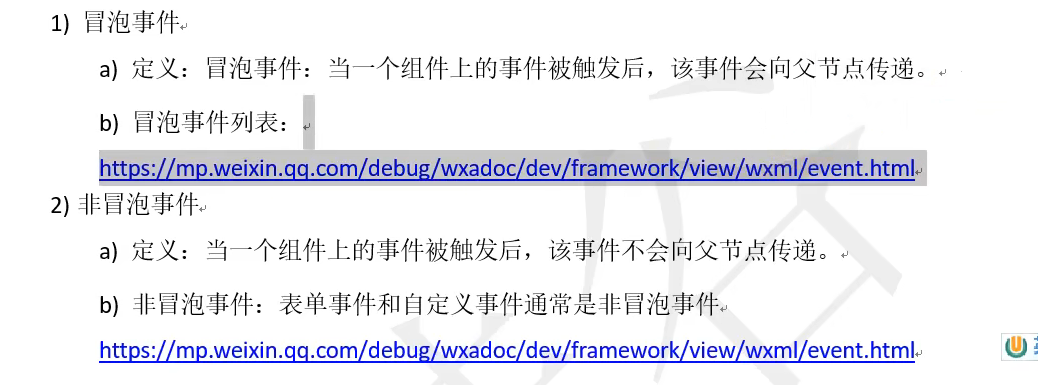 1) 冒泡事件
a) 定义：冒泡事件：当一个组件上的事件被触发后，该事件会向父节点传递。
b) 冒泡事件列表：
https://mp.weixin.qq.com/debug/wxadoc/dev/framework/view/wxml/event.html
2) 非冒泡事件
a) 定义：当一个组件上的事件被触发后，该事件不会向父节点传递。
b) 非冒泡事件：表单事件和自定义事件通常是非冒泡事件
https://mp.weixin.qq.com/debug/wxadoc/dev/framework/view/wxml/event.html